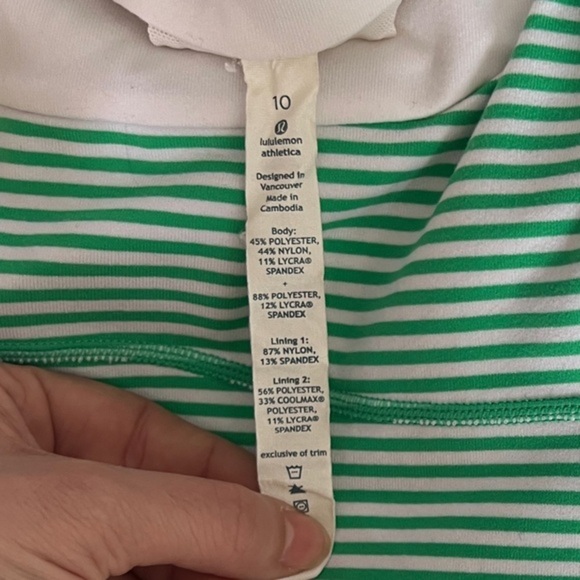 10
lululemon
athletica
Designed in
Vancouver
Made in
Cambodia
Body:
45% POLYESTER,
44% NYLON,
11% LYCRA®
SPANDEX
+
88% POLYESTER,
12% LYCRA®
SPANDEX
Lining 1:
87% NYLON,
13% SPANDEX
Lining 2:
56% POLYESTER,
33% COOLMAX®
POLYESTER,
11% LYCRA®
SPANDEX
exclusive of trim